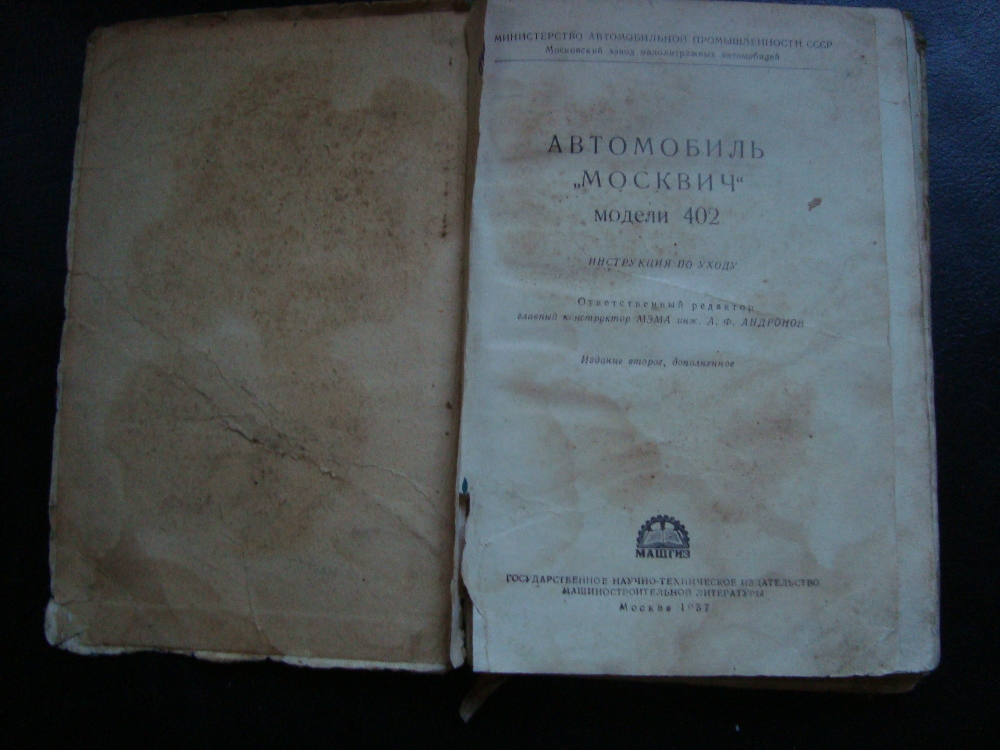 МИНИСТЕРСТВО АВТОМОБИЛЬНОЙ ПРОМЫШЛЕННОСТИ СССР
Московский завод малолитражных автомобилей
АВТОМОБИЛЬ
„МОСКВИЧ“
модели 402
ИНСТРУКЦИЯ ПО УХОДУ
Ответственный редактор
главный конструктор МЗМА инж. А. Ф. АНДРОНОВ
Издание второе, дополненное
МАШГИЗ
ГОСУДАРСТВЕННОЕ НАУЧНО-ТЕХНИЧЕСКОЕ ИЗДАТЕЛЬСТВО
МАШИНОСТРОИТЕЛЬНОЙ ЛИТЕРАТУРЫ
Москва 1957